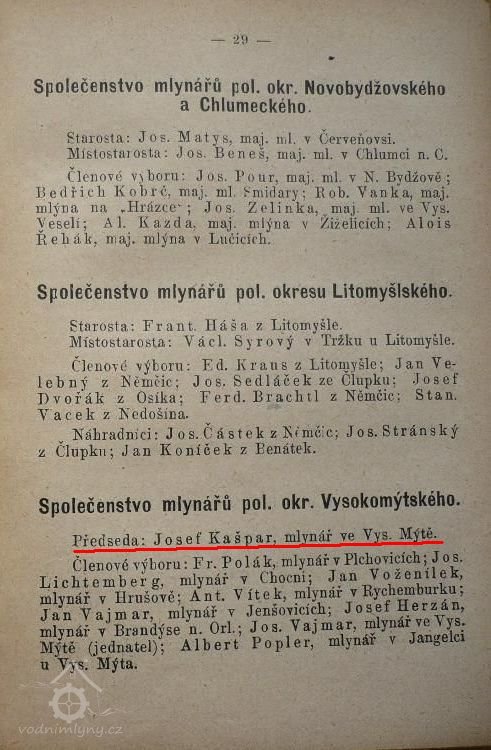 — 29 —
Společenstvo mlynářů pol. okr. Novobydžovského
a Chlumeckého.
Starosta: Jos. Matys, maj. ml. v Červeňovsi.
Místostarosta: Jos. Beneš, maj. ml. v Chlumci n. C.
Členové výboru: Jos. Pour, maj. ml. v N. Bydžově;
Bedřich Kobrč, maj. ml. Smidary; Rob. Vaňka, maj.
mlýna na „Hrázce“; Jos. Zelinka, maj. ml. ve Vys.
Veselí; Al. Kazda, maj. mlýna v Žiželicích; Alois
Řehák, maj. mlýna v Lučicích.
Společenstvo mlynářů pol. okresu Litomyšlského.
Starosta: Frant. Háša z Litomyšle.
Místostarosta: Václ. Syrový v Tržku u Litomyšle.
Členové výboru: Ed. Kraus z Litomyšle; Jan Ve-
lebný z Němčic; Jos. Sedláček ze Člupku; Josef
Dvořák z Osíka; Ferd. Brachtl z Němčic; Stan.
Vacek z Nedošína.
Náhradníci: Jos. Částek z Němčic; Jos. Stránský
z Člupku; Jan Koníček z Benátek.
Společenstvo mlynářů pol. okr. Vysokomýtského.
Předseda: Josef Kašpar, mlynář ve Vys. Mýtě.
Členové výboru: Fr. Polák, mlynář v Plchovicích; Jos.
Lichtemberg, mlynář v Chocni; Jan Voženílek,
mlynář v Hrušově; Ant. Vítek, mlynář v Rychemburku;
Jan Vajmar, mlynář v Jenšovicích; Josef Herzán,
mlynář v Brandýse n. Orl.; Jos. Vajmar, mlynář ve Vys.
Mýtě (jednatel); Albert Popler, mlynář v Jangelci
u Vys. Mýta.
vodnimlyny.cz